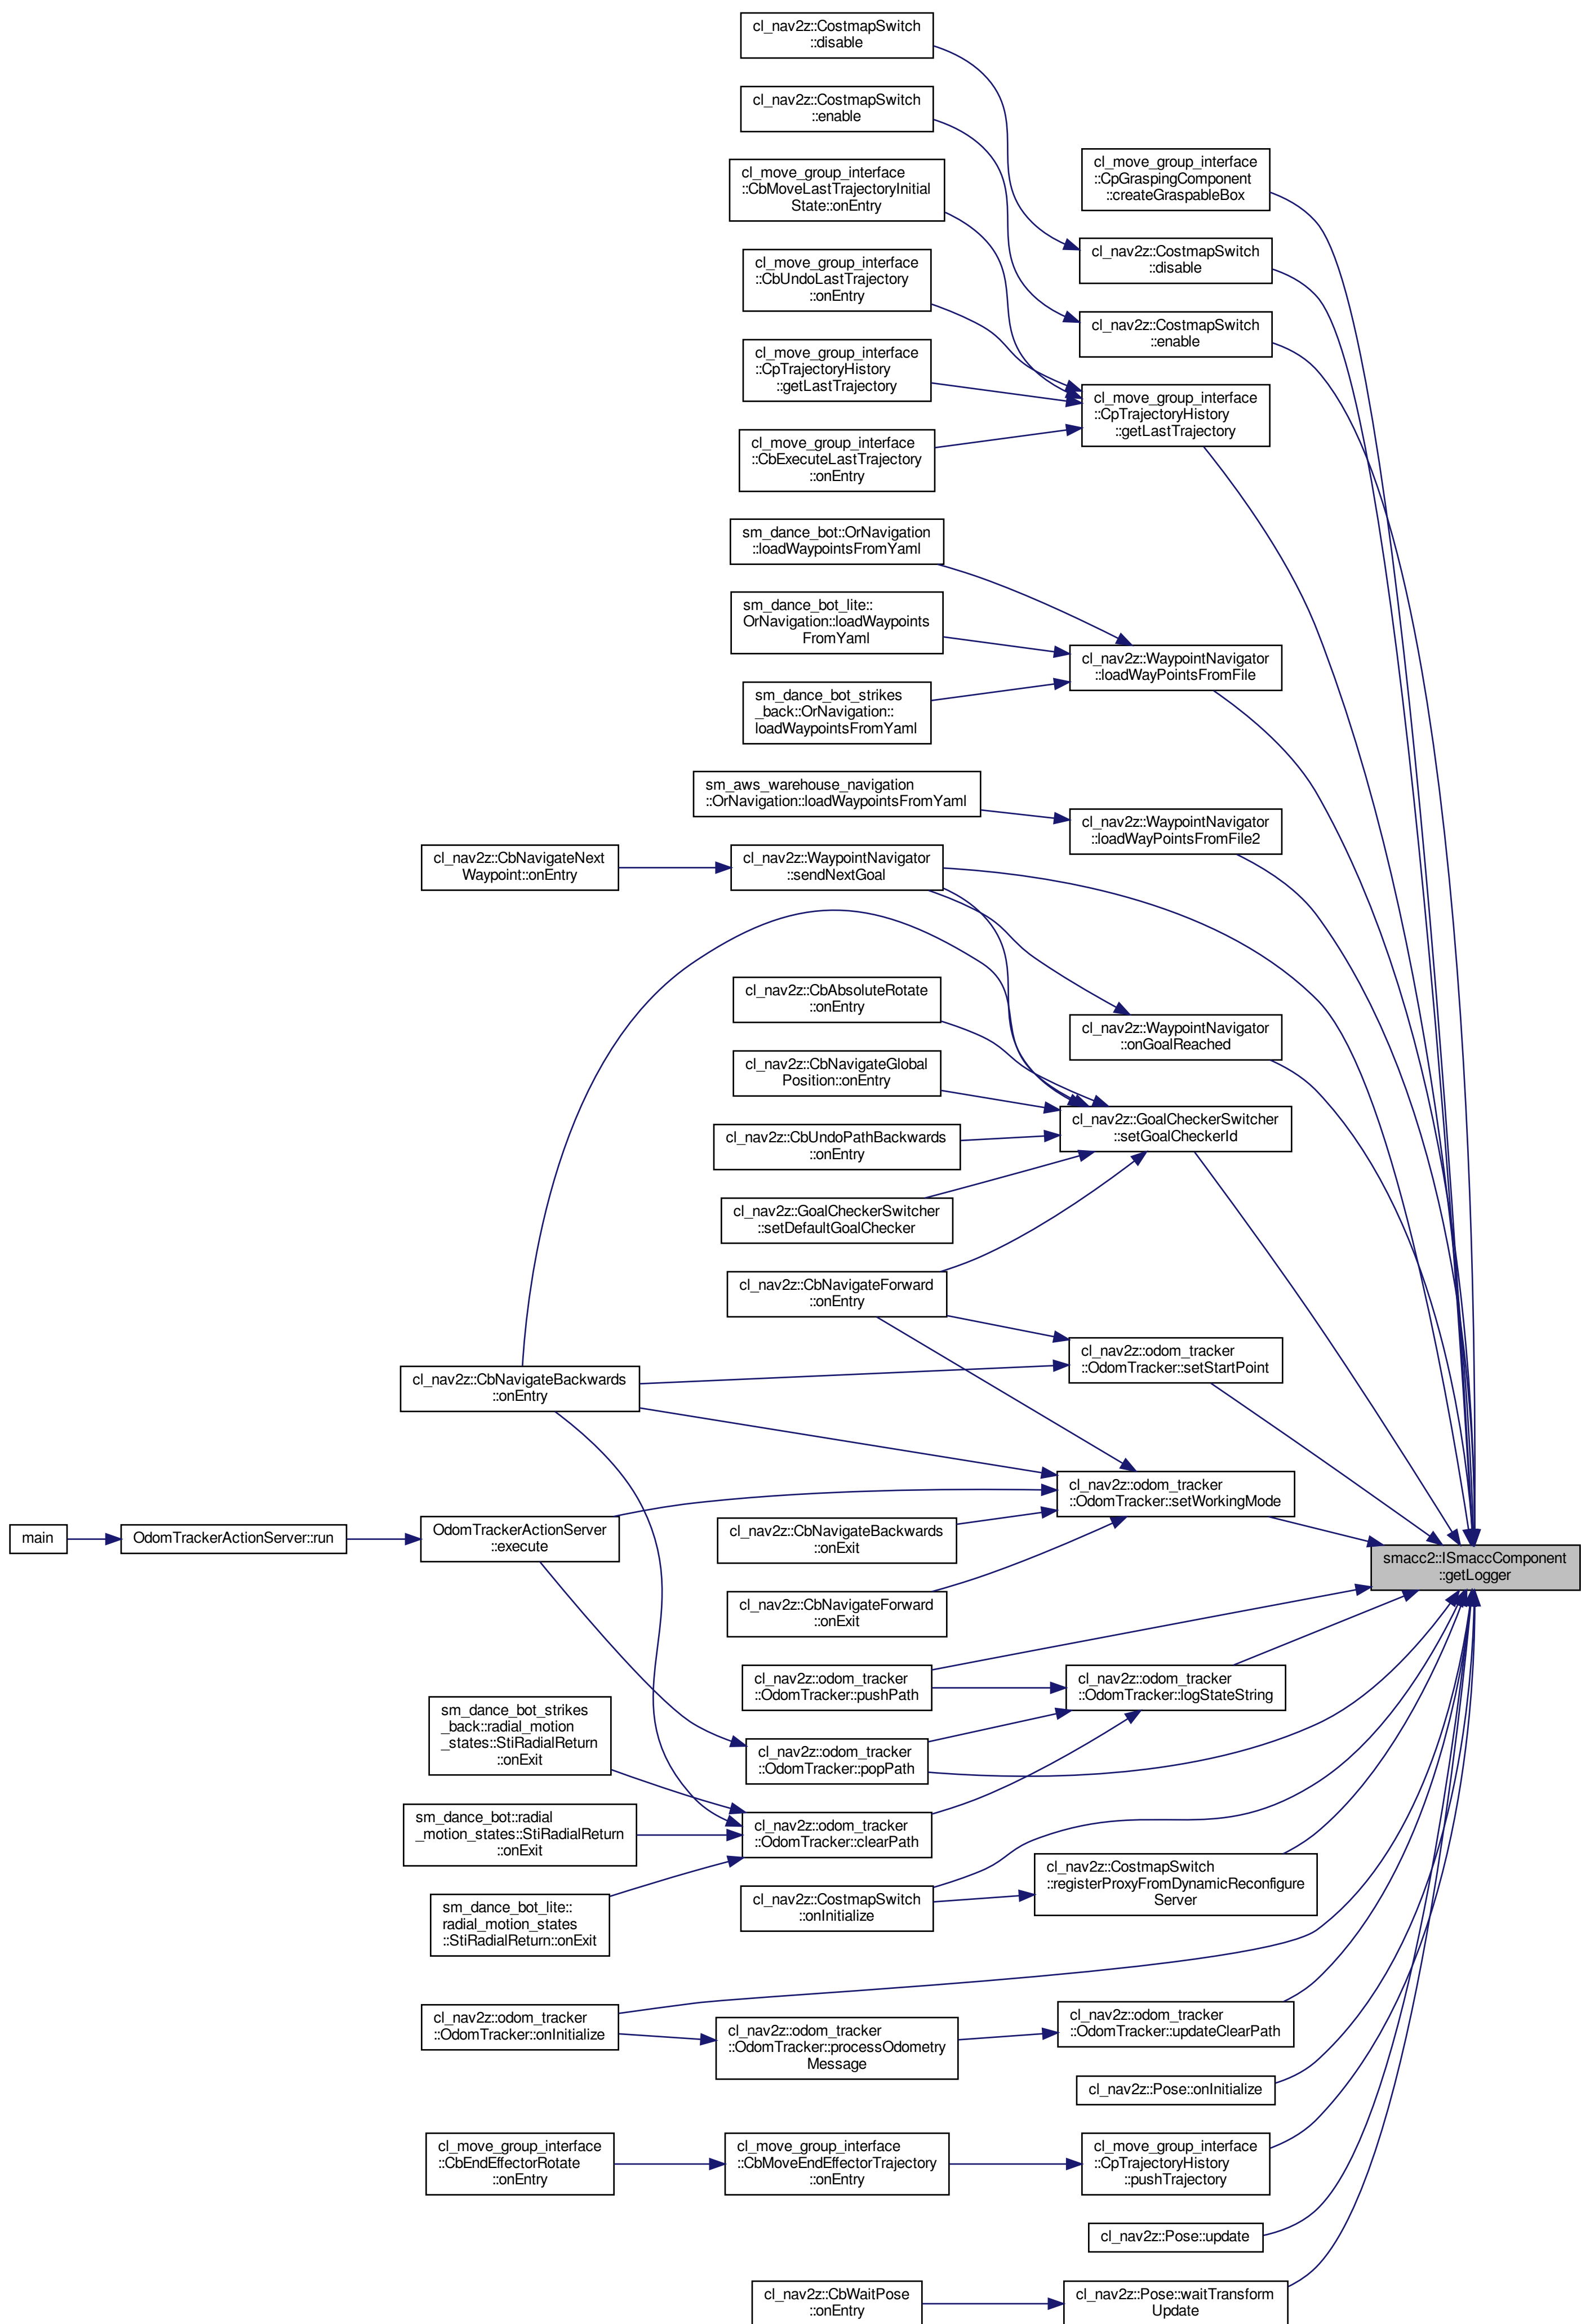 cl_nav2z::CostmapSwitch
::disable
cl_nav2z::CostmapSwitch
::enable
cl_move_group_interface
::CbMoveLastTrajectoryInitial
State::onEntry
cl_move_group_interface
::CbUndoLastTrajectory
::onEntry
cl_move_group_interface
::CpTrajectoryHistory
::getLastTrajectory
cl_move_group_interface
::CbExecuteLastTrajectory
::onEntry
cl_move_group_interface
::CpGraspingComponent
::createGraspableBox
cl_nav2z::CostmapSwitch
::disable
cl_nav2z::CostmapSwitch
::enable
cl_move_group_interface
::CpTrajectoryHistory
::getLastTrajectory
sm_dance_bot::OrNavigation
::loadWaypointsFromYaml
sm_dance_bot_lite::
OrNavigation::loadWaypoints
FromYaml
sm_dance_bot_strikes
_back::OrNavigation::
loadWaypointsFromYaml
cl_nav2z::WaypointNavigator
::loadWayPointsFromFile
sm_aws_warehouse_navigation
::OrNavigation::loadWaypointsFromYaml
cl_nav2z::WaypointNavigator
::loadWayPointsFromFile2
cl_nav2z::CbNavigateNext
Waypoint::onEntry
cl_nav2z::WaypointNavigator
::sendNextGoal
cl_nav2z::CbAbsoluteRotate
::onEntry
cl_nav2z::WaypointNavigator
::onGoalReached
cl_nav2z::CbNavigateGlobal
Position::onEntry
cl_nav2z::CbUndoPathBackwards
::onEntry
cl_nav2z::GoalCheckerSwitcher
::setGoalCheckerId
cl_nav2z::GoalCheckerSwitcher
::setDefaultGoalChecker
cl_nav2z::CbNavigateForward
::onEntry
cl_nav2z::odom_tracker
::OdomTracker::setStartPoint
cl_nav2z::CbNavigateBackwards
::onEntry
cl_nav2z::odom_tracker
::OdomTracker::setWorkingMode
main
OdomTrackerActionServer::run
OdomTrackerActionServer
::execute
cl_nav2z::CbNavigateBackwards
::onExit
smacc2::ISmaccComponent
::getLogger
cl_nav2z::CbNavigateForward
::onExit
cl_nav2z::odom_tracker
::OdomTracker::pushPath
cl_nav2z::odom_tracker
::OdomTracker::logStateString
sm_dance_bot_strikes
_back::radial_motion
_states::StiRadialReturn
::onExit
cl_nav2z::odom_tracker
::OdomTracker::popPath
sm_dance_bot::radial
_motion_states::StiRadialReturn
::onExit
cl_nav2z::odom_tracker
::OdomTracker::clearPath
sm_dance_bot_lite::
radial_motion_states
::StiRadialReturn::onExit
cl_nav2z::CostmapSwitch
::onInitialize
cl_nav2z::CostmapSwitch
::registerProxyFromDynamicReconfigure
Server
cl_nav2z::odom_tracker
::OdomTracker::onInitialize
cl_nav2z::odom_tracker
::OdomTracker::processOdometry
Message
cl_nav2z::odom_tracker
::OdomTracker::updateClearPath
cl_nav2z::Pose::onInitialize
cl_move_group_interface
::CbEndEffectorRotate
::onEntry
cl_move_group_interface
::CbMoveEndEffectorTrajectory
::onEntry
cl_move_group_interface
::CpTrajectoryHistory
::pushTrajectory
cl_nav2z::Pose::update
cl_nav2z::CbWaitPose
::onEntry
cl_nav2z::Pose::waitTransform
Update